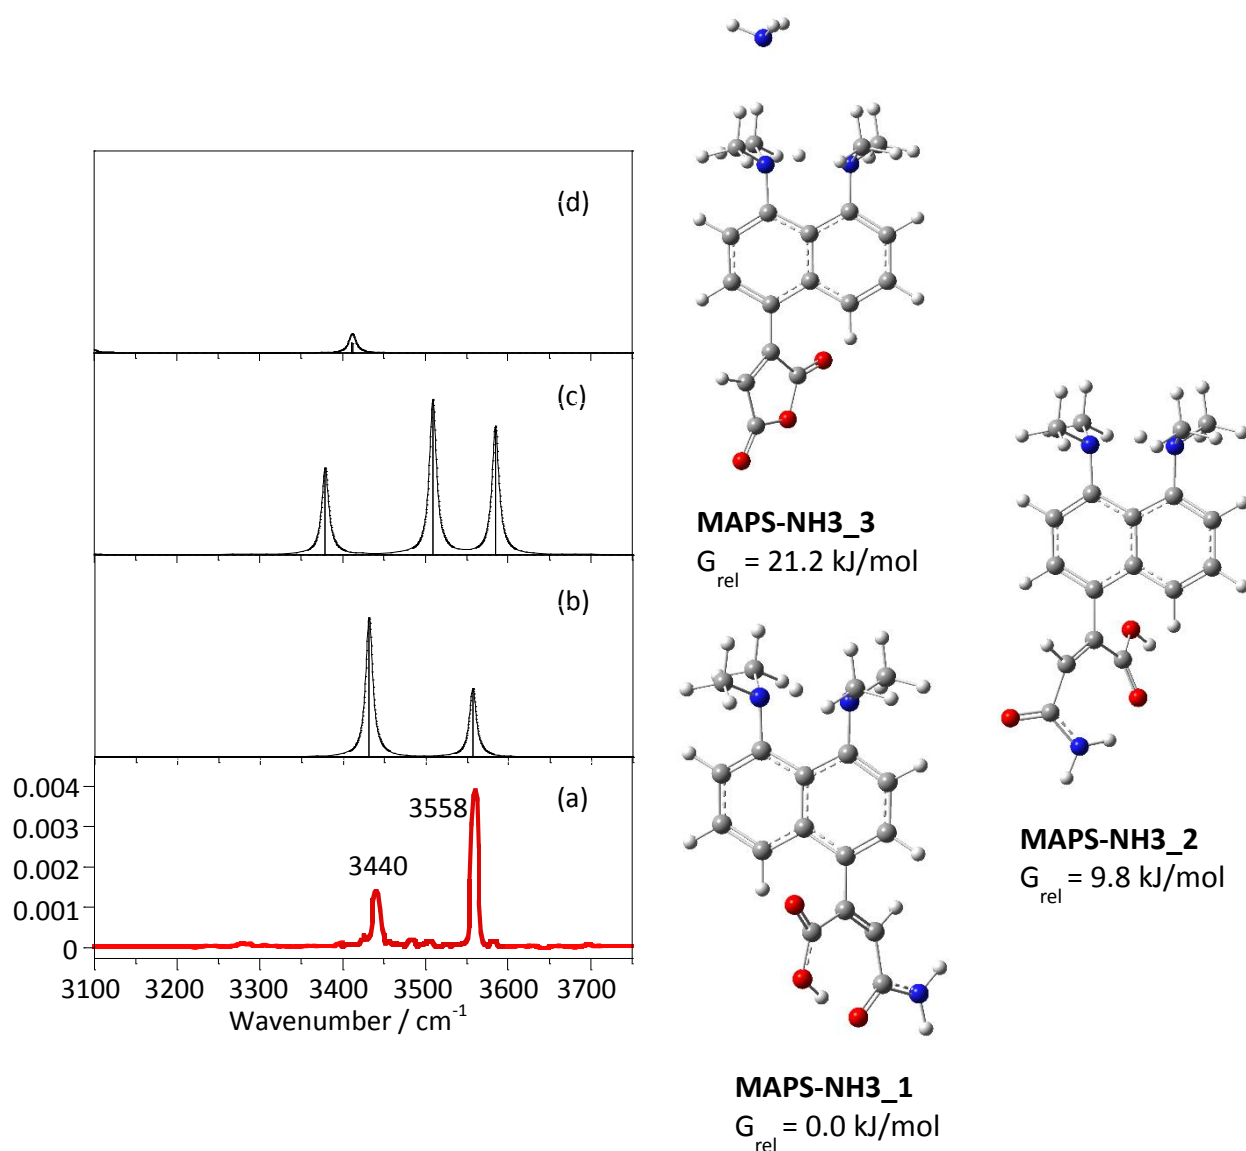 (d)
(c)
(b)
(a)
3558
3440
0.004
0.003
0.002
0.001
0
3100 3200 3300 3400 3500 3600 3700
Wavenumber / cm-1
MAPS-NH3_3
Grel = 21.2 kJ/mol
MAPS-NH3_2
Grel = 9.8 kJ/mol
MAPS-NH3_1
Grel = 0.0 kJ/mol